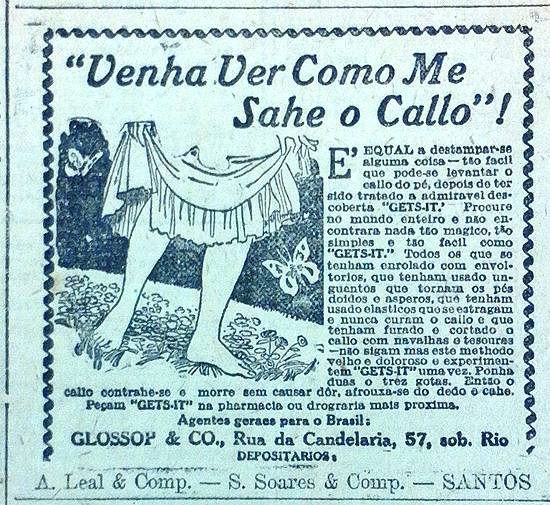 "Venha Ver Como Me
Sahe o Callo"!
E' EQUAL a destampar-se
alguma coisa — tão facil
que pode-se levantar o
callo do pé, depois de ter
sido tratado a admiravel des-
coberta "GETS-IT.' Procure
no mundo enteiro e não en-
contrara nada tão magico, tão
simples e tão facil como
"GETS-IT." Todos os que se
tenham enrolado com envol-
torios, que tenham usado un-
guentos que tornam os pés
doidos e asperos, que tenham
usado elasticos que se estragam
e nunca curam o callo e que
tenham furado e cortado o
callo com navalhas e tesouras
—não sigam mas este methodo
velho e doloroso e experimen-
tem "GETS-IT" uma vez. Ponha
duas o trez gotas. Então o
callo contrahe-se e morre sem causar dôr, afrouxa-se do dedo e cahe.
Peçam "GETS-IT" na pharmacia ou drograria mais proxima.
Agentes geraes para o Brasil:
GLOSSOP & CO., Rua da Candelaria, 57, sob. Rio
DEPOSITARIOS:
A. Leal & Comp. — S. Soares & Comp. — SANTOS